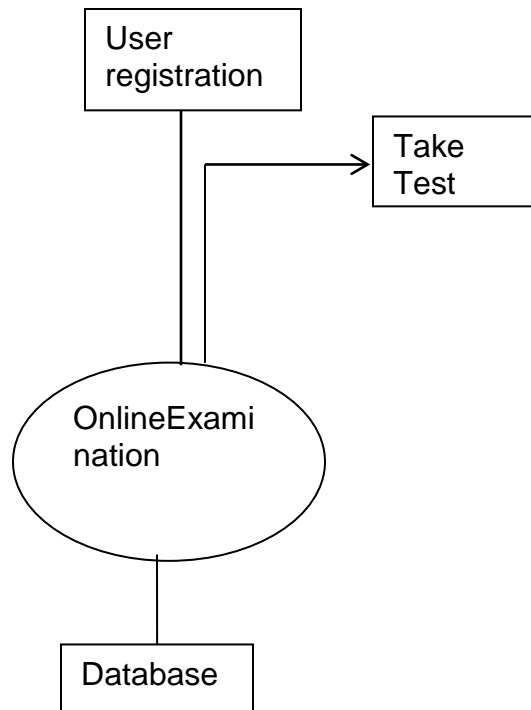 User
registration
Take
Test
OnlineExami
nation
Database